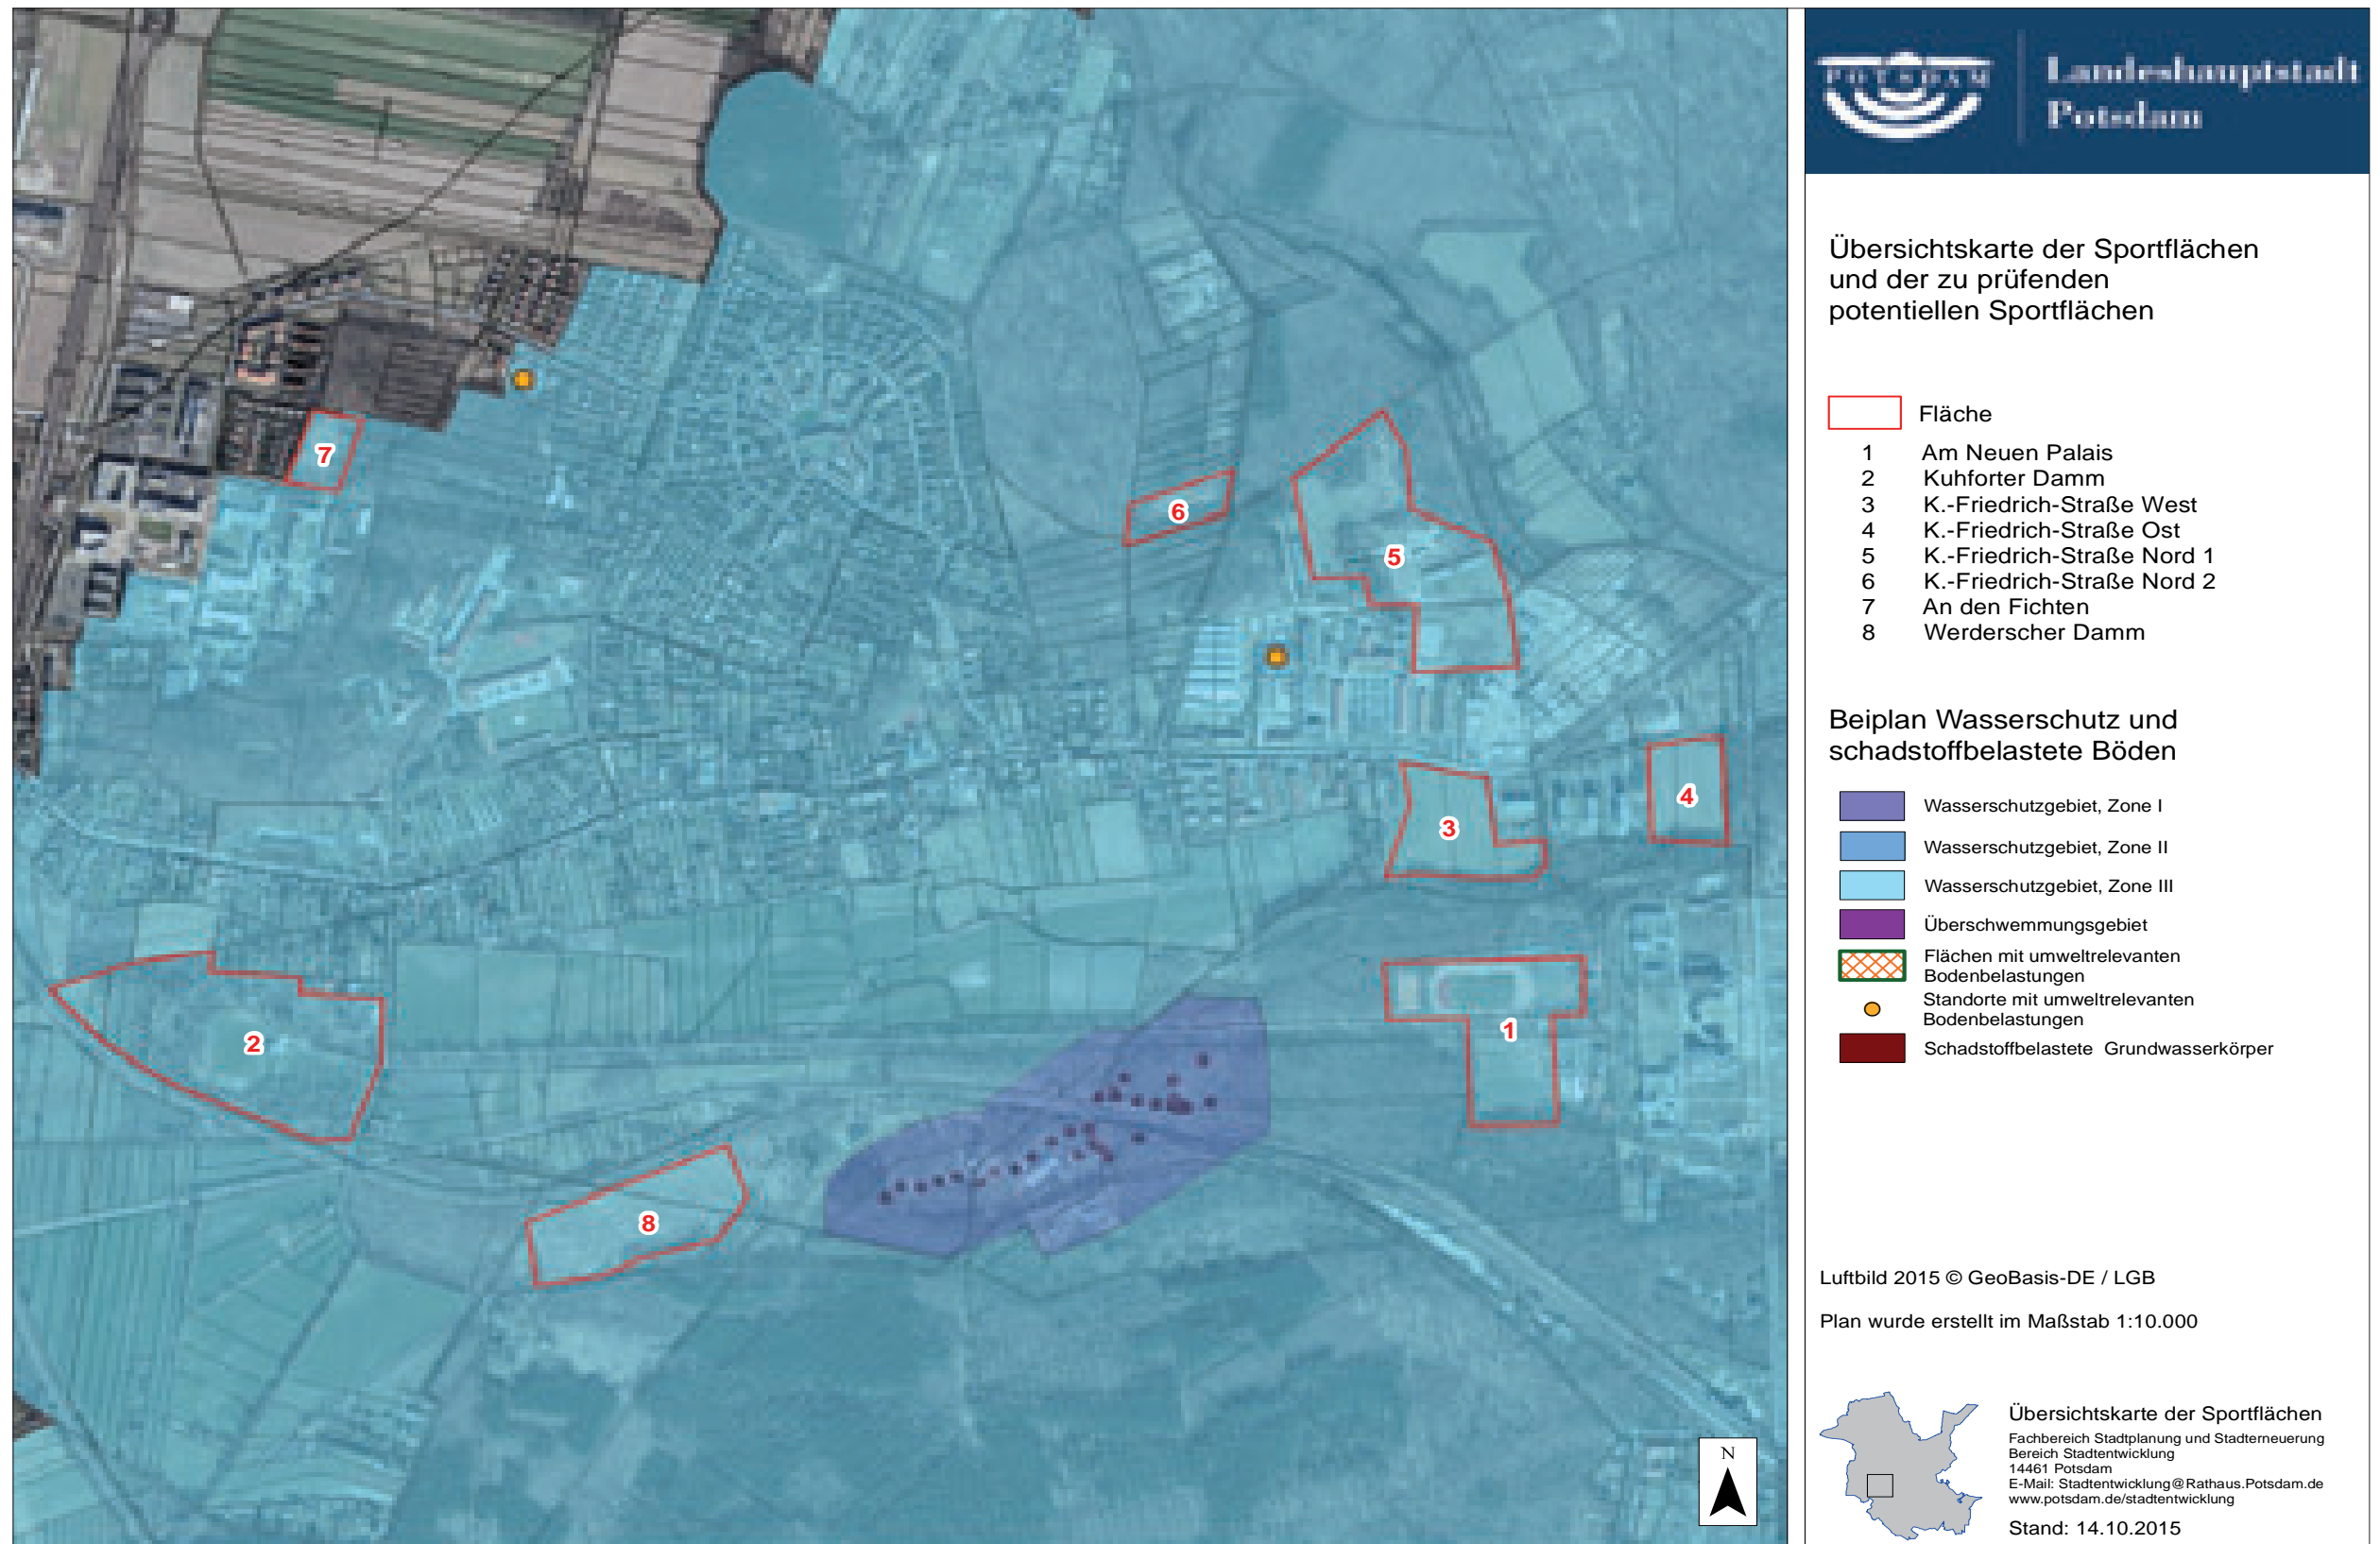 POTSDAM
Landeshauptstadt
Potsdam
Übersichtskarte der Sportflächen
und der zu prüfenden
potentiellen Sportflächen
Fläche
1 Am Neuen Palais
2 Kuhforter Damm
3 K.-Friedrich-Straße West
4 K.-Friedrich-Straße Ost
5 K.-Friedrich-Straße Nord 1
6 K.-Friedrich-Straße Nord 2
7 An den Fichten
8 Werderscher Damm
Beiplan Wasserschutz und
schadstoffbelastete Böden
Wasserschutzgebiet, Zone I
Wasserschutzgebiet, Zone II
Wasserschutzgebiet, Zone III
Überschwemmungsgebiet
Flächen mit umweltrelevanten
Bodenbelastungen
Standorte mit umweltrelevanten
Bodenbelastungen
Schadstoffbelastete Grundwasserkörper
Luftbild 2015 © GeoBasis-DE / LGB
Plan wurde erstellt im Maßstab 1:10.000
Übersichtskarte der Sportflächen
Fachbereich Stadtplanung und Stadterneuerung
Bereich Stadtentwicklung
14461 Potsdam
E-Mail: Stadtentwicklung@Rathaus.Potsdam.de
www.potsdam.de/stadtentwicklung
Stand: 14.10.2015
7
6
5
4
3
1
2
8
N